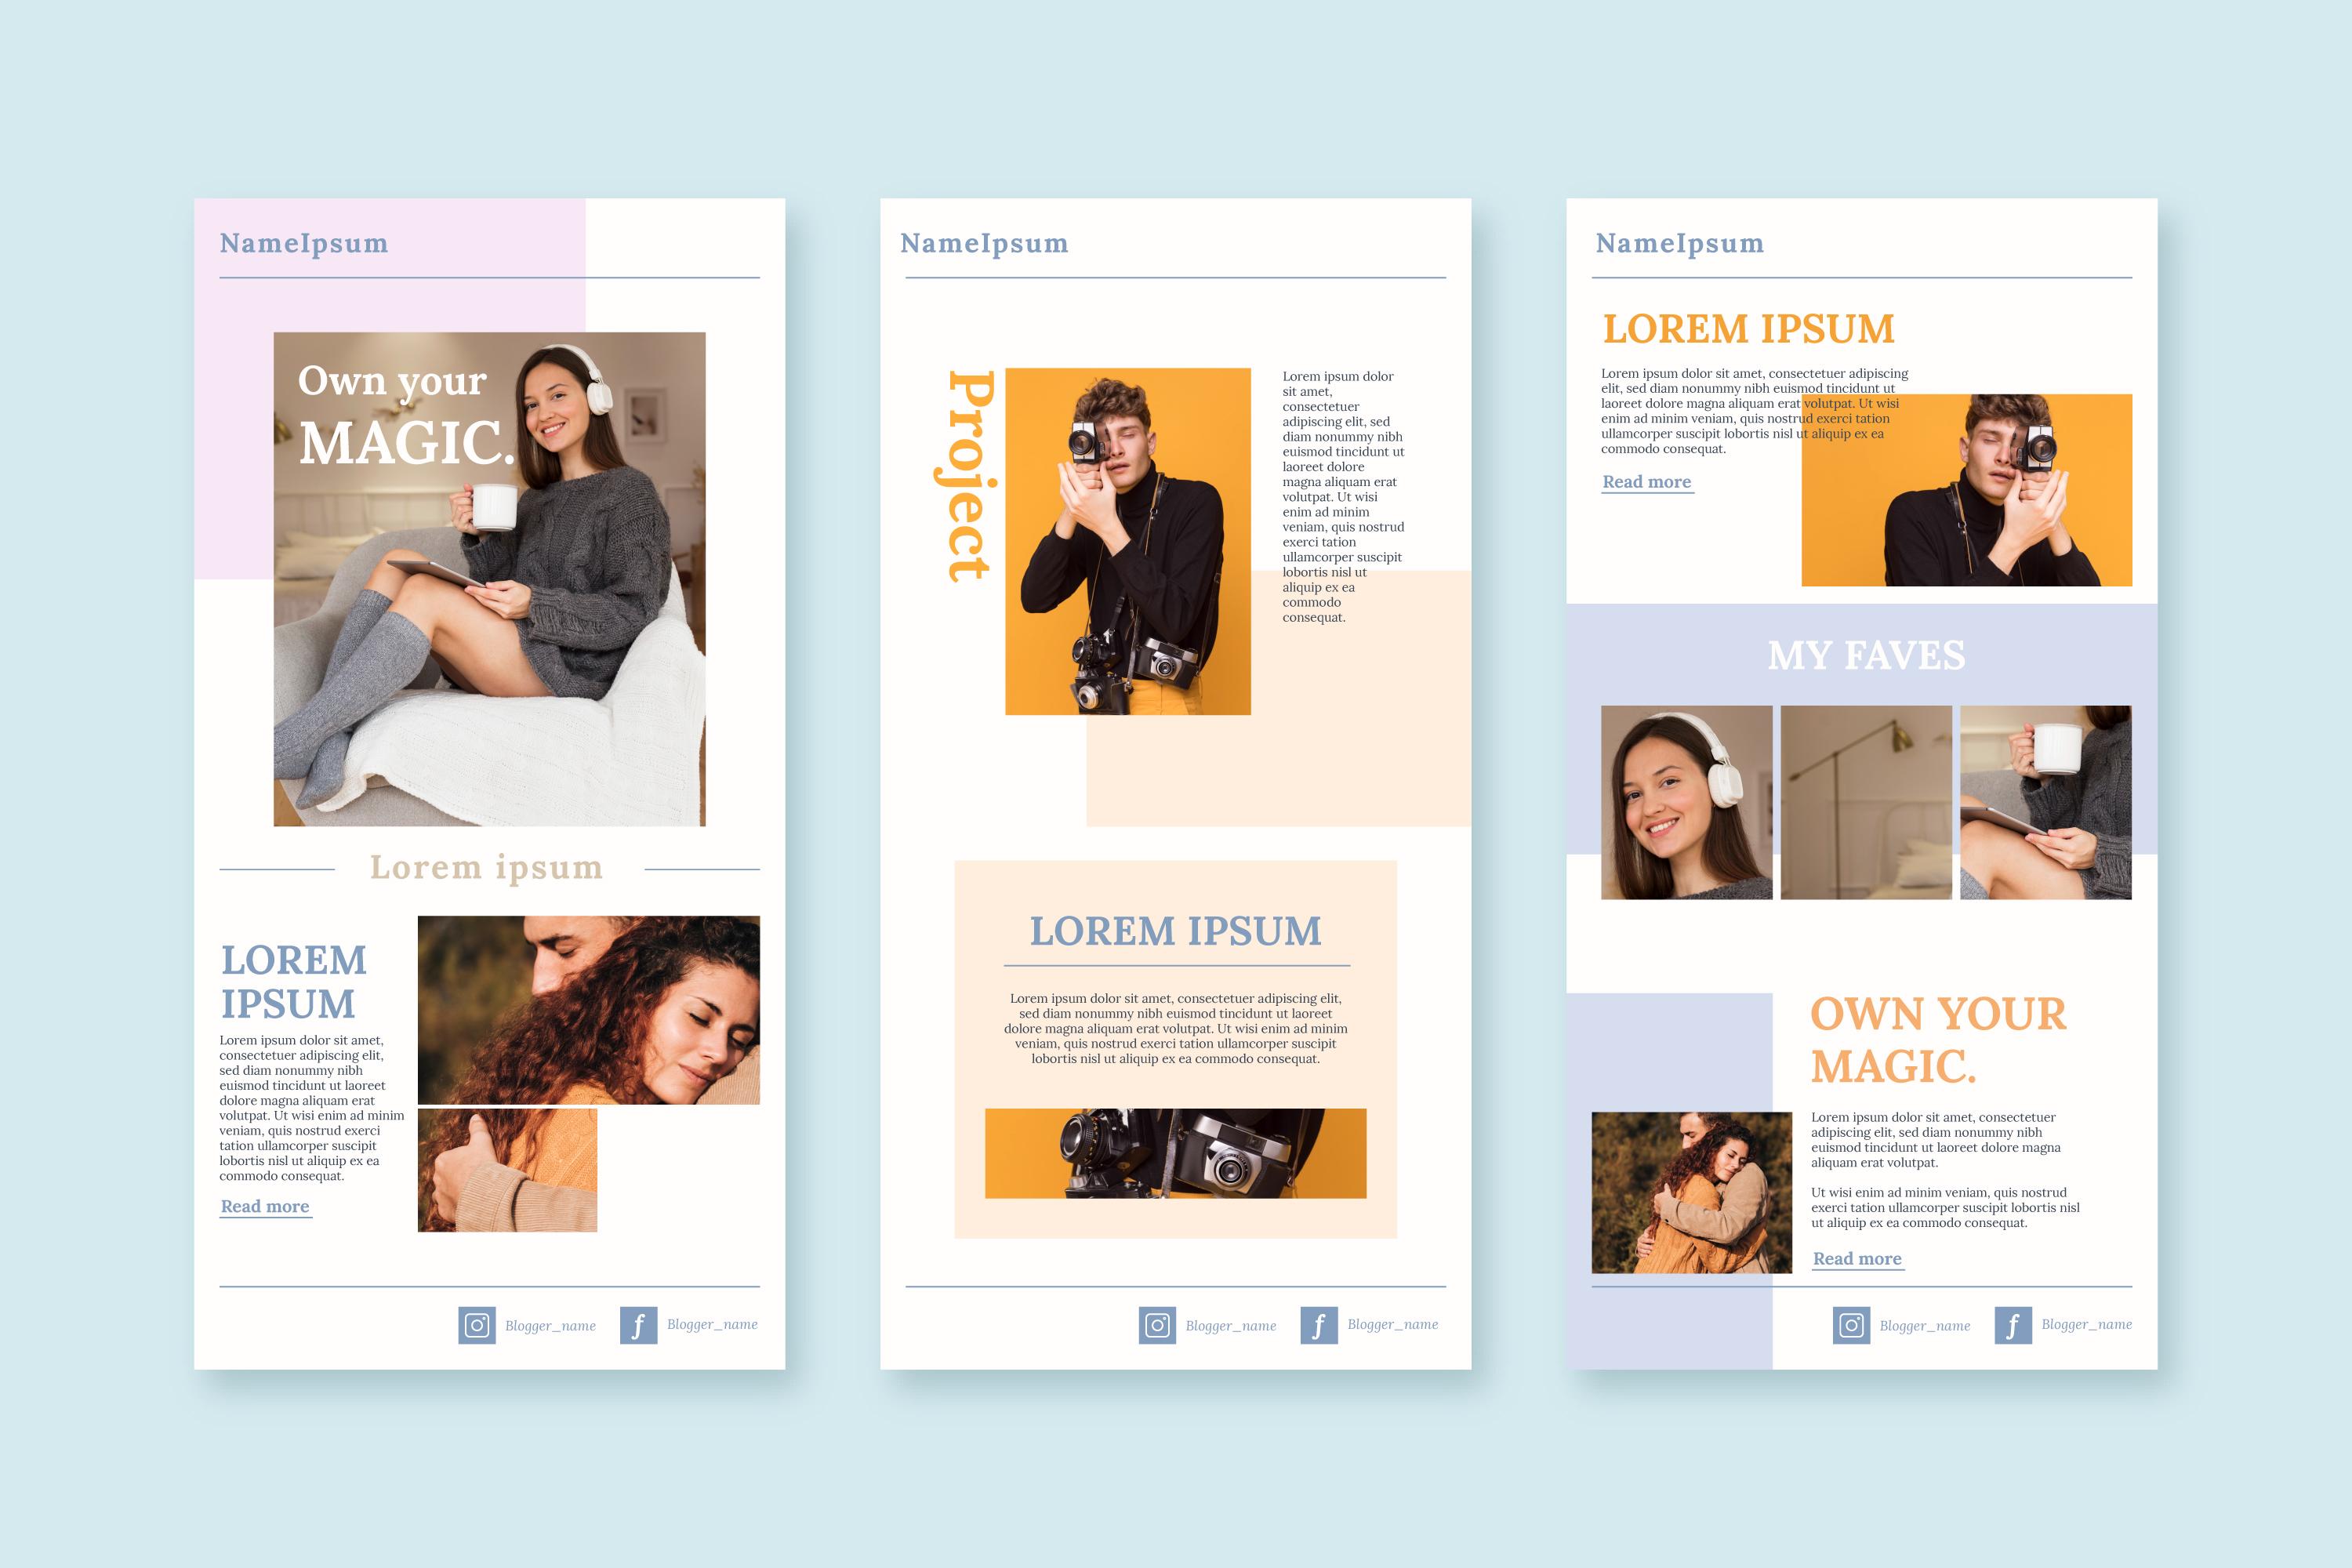 NameIpsum
Own your
MAGIC.
Lorem ipsum
LOREM
IPSUM
Lorem ipsum dolor sit amet,
consectetuer adipiscing elit,
sed diam nonummy nibh
euismod tincidunt ut laoreet
dolore magna aliquam erat
volutpat. Ut wisi enim ad minim
veniam, quis nostrud exerci
tation ullamcorper suscipit
lobortis nisl ut aliquip ex ea
commodo consequat.
Read more
Blogger_name
f
Blogger_name
NameIpsum
Project
Lorem ipsum dolor
sit amet,
consectetuer
adipiscing elit, sed
diam nonummy nibh
euismod tincidunt ut
laoreet dolore
magna aliquam erat
volutpat. Ut wisi
enim ad minim
veniam, quis nostrud
exerci tation
ullamcorper suscipit
lobortis nisl ut
aliquip ex ea
commodo
consequat.
LOREM IPSUM
Lorem ipsum dolor sit amet, consectetuer adipiscing elit,
sed diam nonummy nibh euismod tincidunt ut laoreet
dolore magna aliquam erat volutpat. Ut wisi enim ad minim
veniam, quis nostrud exerci tation ullamcorper suscipit
lobortis nisl ut aliquip ex ea commodo consequat.
Blogger_name
f
Blogger_name
NameIpsum
LOREM IPSUM
Lorem ipsum dolor sit amet, consectetuer adipiscing
elit, sed diam nonummy nibh euismod tincidunt ut
laoreet dolore magna aliquam erat volutpat. Ut wisi
enim ad minim veniam, quis nostrud exerci tation
ullamcorper suscipit lobortis nisl ut aliquip ex ea
commodo consequat.
Read more
MY FAVES
OWN YOUR
MAGIC.
Lorem ipsum dolor sit amet, consectetuer
adipiscing elit, sed diam nonummy nibh
euismod tincidunt ut laoreet dolore magna
aliquam erat volutpat.
Ut wisi enim ad minim veniam, quis nostrud
exerci tation ullamcorper suscipit lobortis nisl
ut aliquip ex ea commodo consequat.
Read more
Blogger_name
f
Blogger_name